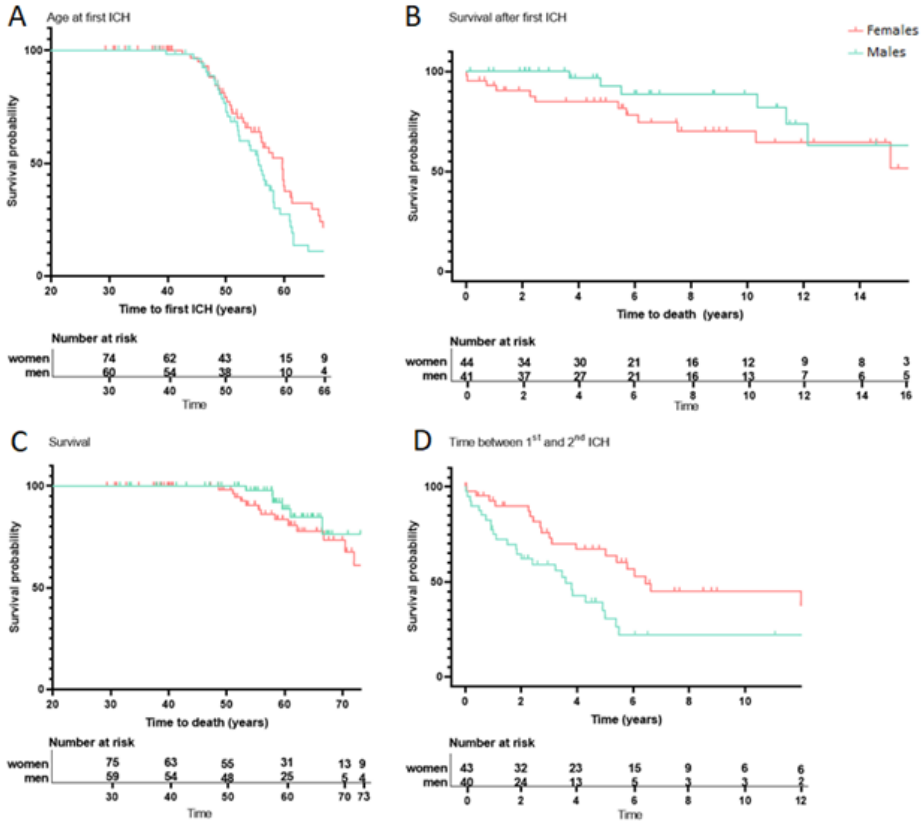 A Age at first ICH
Survival probability
100
50
0
20 30 40 50 60
Time to first ICH (years)
Number at risk
women 74 62 43 15 9
men 60 54 38 10 4
30 40 50 60 66
Time
B Survival after first ICH
Females
Males
Survival probability
100
50
0
0 2 4 6 8 10 12 14
Time to death (years)
Number at risk
women 44 34 30 21 16 12 9 8 3
men 41 37 27 21 16 13 7 6 5
0 2 4 6 8 10 12 14 16
Time
C Survival
Survival probability
100
50
0
20 30 40 50 60 70
Time to death (years)
Number at risk
women 75 63 55 31 13 9
men 59 54 48 25 5 4
30 40 50 60 70 73
Time
D Time between 1st and 2nd ICH
Survival probability
100
50
0
0 2 4 6 8 10
Time (years)
Number at risk
women 43 32 23 15 9 6 6
men 40 24 13 5 3 3 2
0 2 4 6 8 10 12
Time